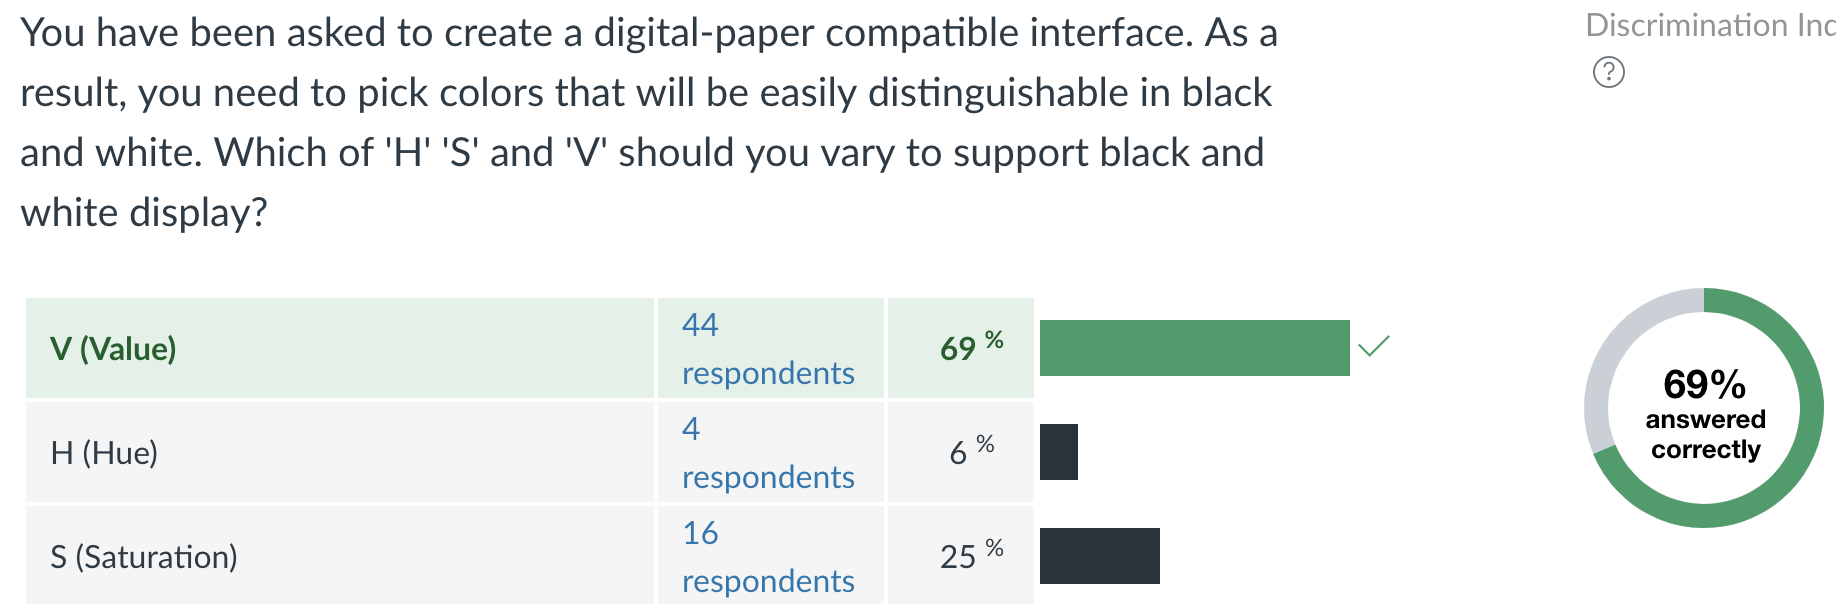 You have been asked to create a digital-paper compatible interface. As a
result, you need to pick colors that will be easily distinguishable in black
and white. Which of 'H' 'S' and 'V' should you vary to support black and
white display?
Discrimination Inc
?
V (Value)
44
respondents
69 %
H (Hue)
4
respondents
6 %
S (Saturation)
16
respondents
25 %
69%
answered
correctly